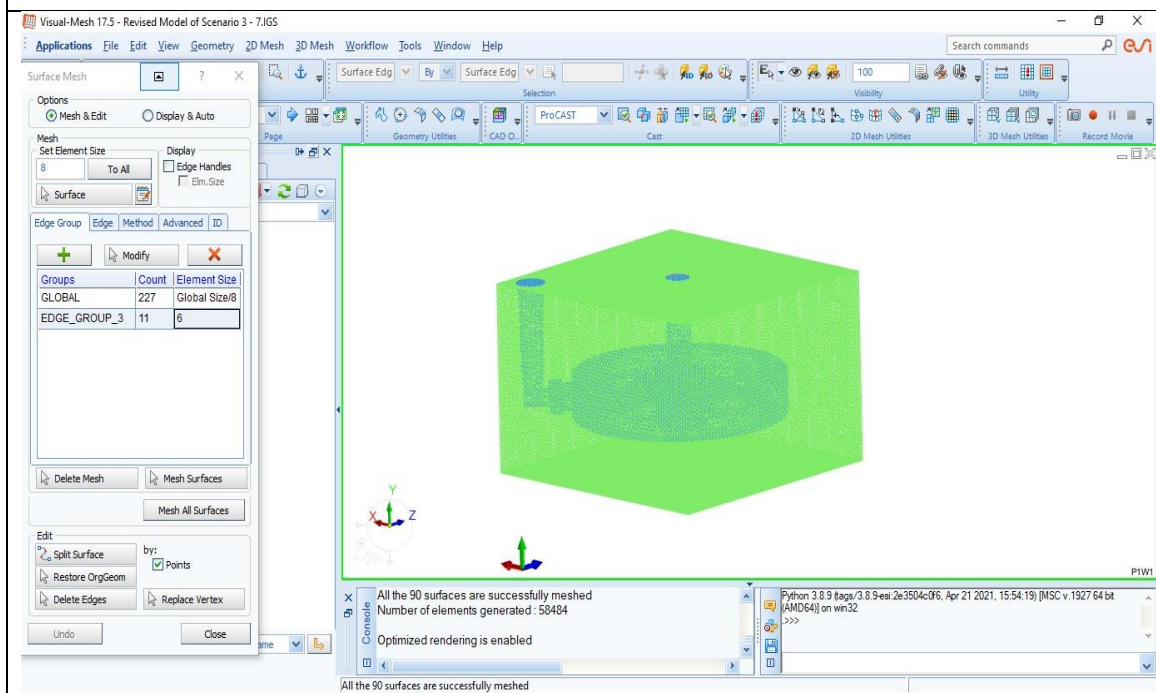 Visual-Mesh 17.5 - Revised Model of Scenario 3 - 7.IGS
Applications File Edit View Geometry 2D Mesh 3D Mesh Workflow Tools Window Help
Search commands
esi
Surface Mesh ? X
Surface Edg By Surface Edg
100
Selection
Visibility
Utility
Options
Mesh & Edit Display & Auto
ProCAST
Page
Geometry Utilities
CAD O...
Cast
2D Mesh Utilities
3D Mesh Utilities
Record Movie
Mesh
Set Element Size
8 To All
Surface
Display
Edge Handles
Elm.Size
Edge Group Edge Method Advanced ID
Modify
Groups Count Element Size
GLOBAL 227 Global Size/8
EDGE_GROUP_3 11 6
Delete Mesh Mesh Surfaces
Mesh All Surfaces
Edit
Split Surface by:
Points
Restore OrgGeom
Delete Edges Replace Vertex
Undo Close
ame
Y
X Z
P1W1
Console
All the 90 surfaces are successfully meshed
Number of elements generated : 58484
Optimized rendering is enabled
Python 3.8.9 (tags/3.8.9-esi:2e3504c0f6, Apr 21 2021, 15:54:19) [MSC v.1927 64 bit
(AMD64)] on win32
>>>
All the 90 surfaces are successfully meshed